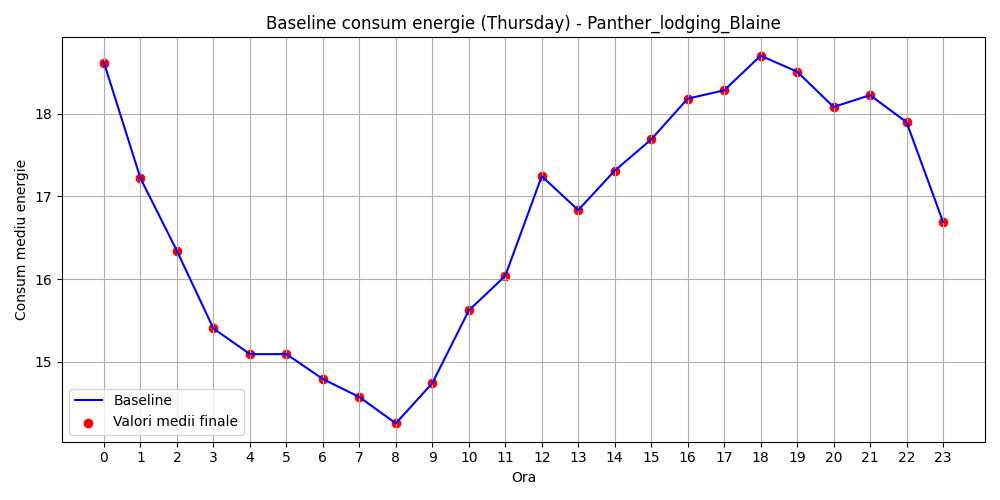 Baseline consum energie (Thursday) - Panther_lodging_Blaine
Consum mediu energie
18
17
16
15
Baseline
Valori medii finale
0 1 2 3 4 5 6 7 8 9 10 11 12 13 14 15 16 17 18 19 20 21 22 23
Ora